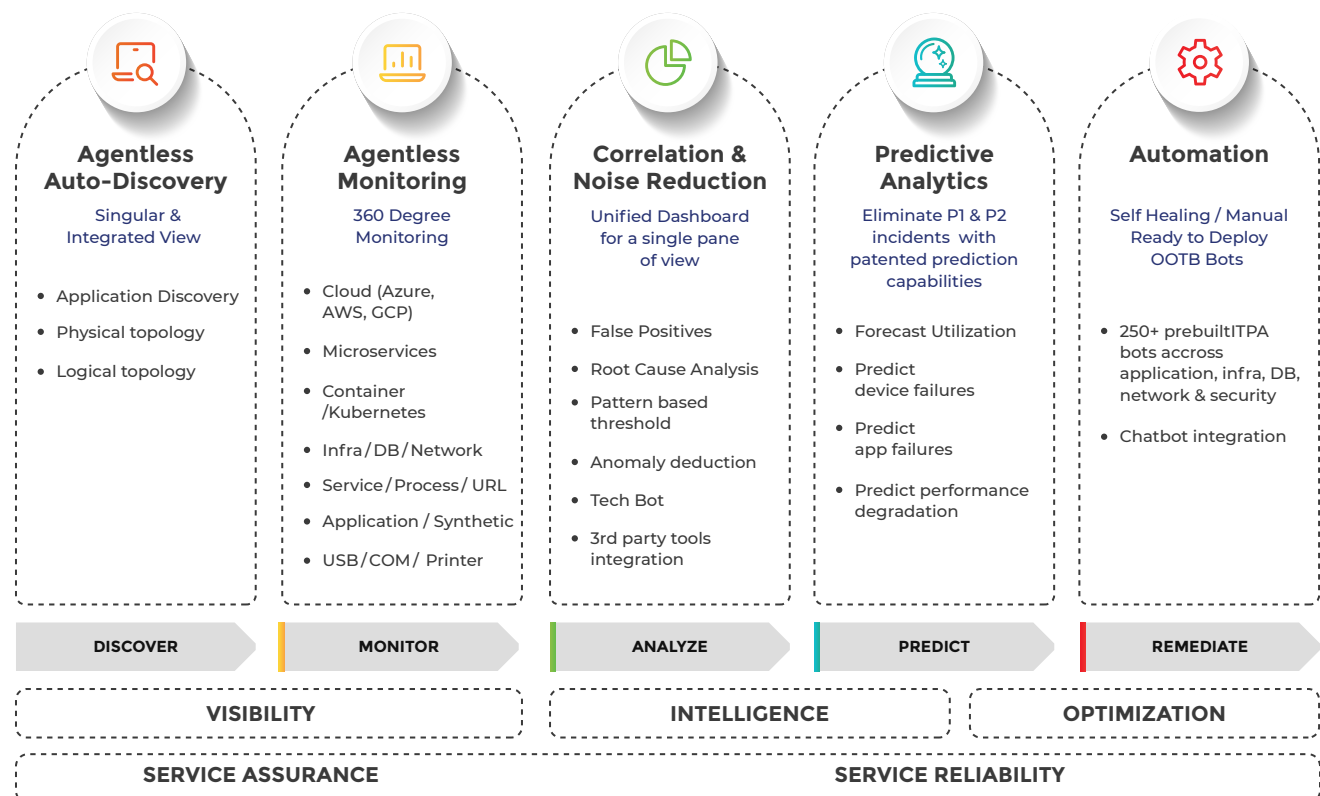 Agentless
Auto-Discovery
Singular &
Integrated View
• Application Discovery
• Physical topology
• Logical topology
Agentless
Monitoring
360 Degree
Monitoring
• Cloud (Azure,
AWS, GCP)
• Microservices
• Container
/Kubernetes
• Infra/DB/Network
• Service/Process/ URL
• Application / Synthetic
• USB/COM/ Printer
Correlation &
Noise Reduction
Unified Dashboard
for a single pane
of view
• False Positives
• Root Cause Analysis
• Pattern based
threshold
• Anomaly deduction
• Tech Bot
• 3rd party tools
integration
Predictive
Analytics
Eliminate P1 & P2
incidents with
patented prediction
capabilities
• Forecast Utilization
• Predict
device failures
• Predict
app failures
• Predict performance
degradation
Automation
Self Healing / Manual
Ready to Deploy
OOTB Bots
• 250+ prebuiltITPA
bots accross
application, infra, DB,
network & security
• Chatbot integration
DISCOVER
MONITOR
ANALYZE
PREDICT
REMEDIATE
VISIBILITY
INTELLIGENCE
OPTIMIZATION
SERVICE ASSURANCE
SERVICE RELIABILITY